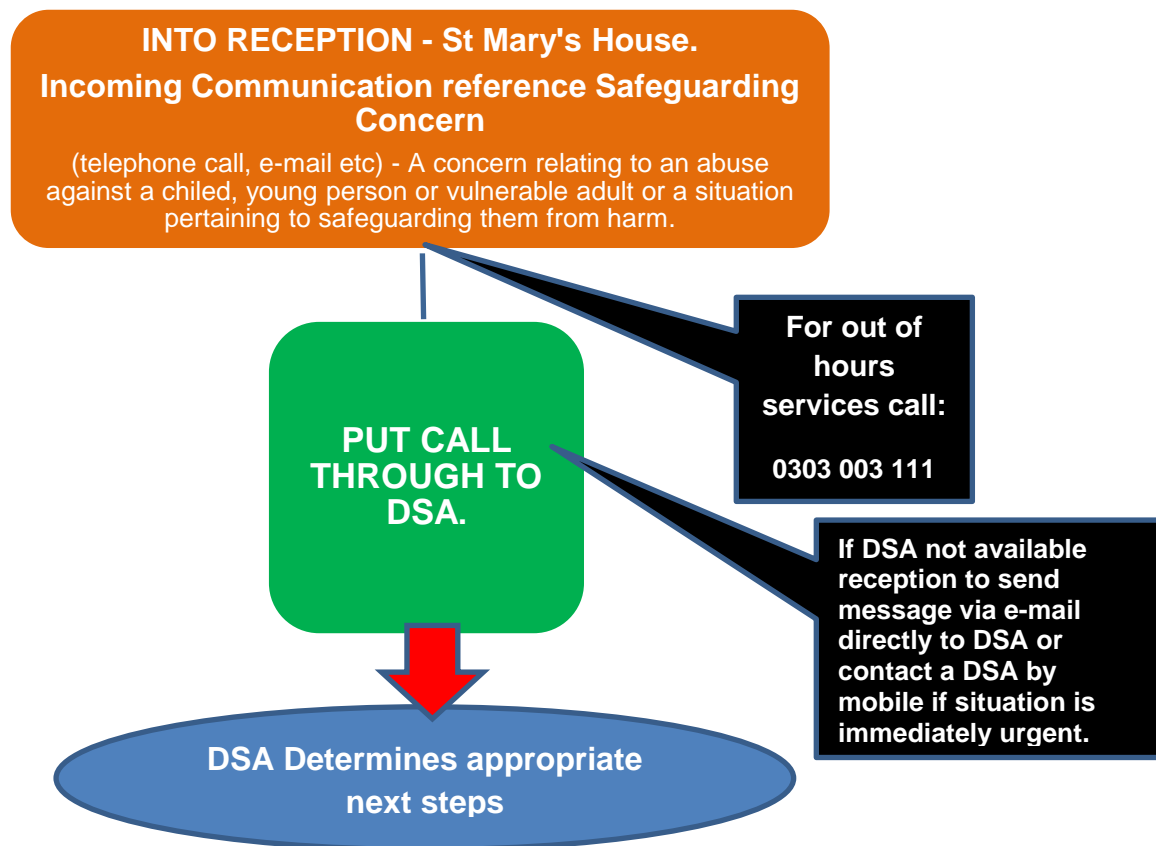 INTO RECEPTION - St Mary's House.
Incoming Communication reference Safeguarding
Concern
(telephone call, e-mail etc) - A concern relating to an abuse
against a chiled, young person or vulnerable adult or a situation
pertaining to safeguarding them from harm.
For out of
hours
services call:
0303 003 111
PUT CALL
THROUGH TO
DSA.
If DSA not available
reception to send
message via e-mail
directly to DSA or
contact a DSA by
mobile if situation is
immediately urgent.
DSA Determines appropriate
next steps